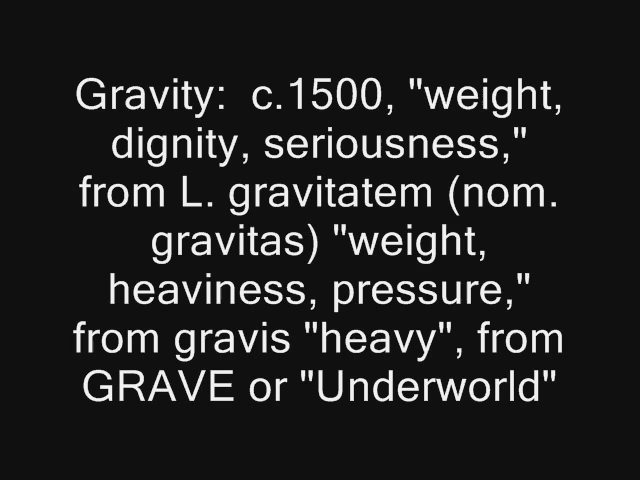 Gravity:  c.1500, "weight,
dignity, seriousness,"
from L. gravitatem (nom.
gravitas) "weight,
heaviness, pressure,"
from gravis "heavy", from
GRAVE or "Underworld"